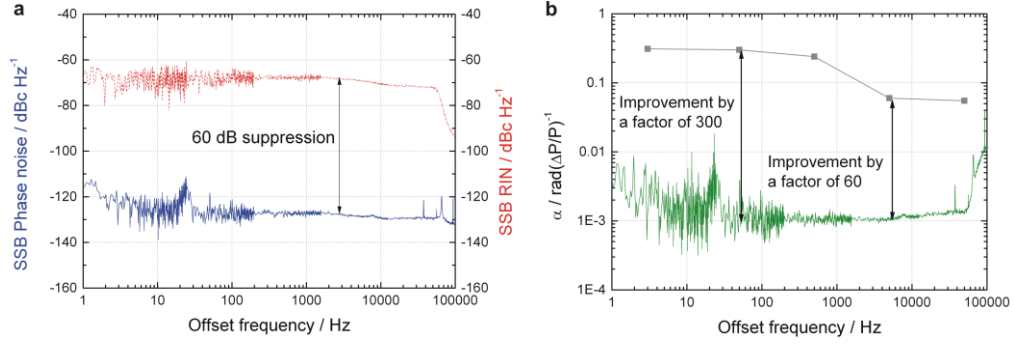 a
SSB Phase noise / dBc Hz⁻¹
-40
-60
-80
-100
-120
-140
-160
60 dB suppression
1
10
100
1000
10000
100000
Offset frequency / Hz
-40
-60
-80
-100
-120
-140
-160
SSB RIN / dBc Hz⁻¹
b
α / rad(ΔP/P)⁻¹
1
0.1
0.01
1E-3
1E-4
Improvement by
a factor of 300
Improvement by
a factor of 60
1
10
100
1000
10000
100000
Offset frequency / Hz